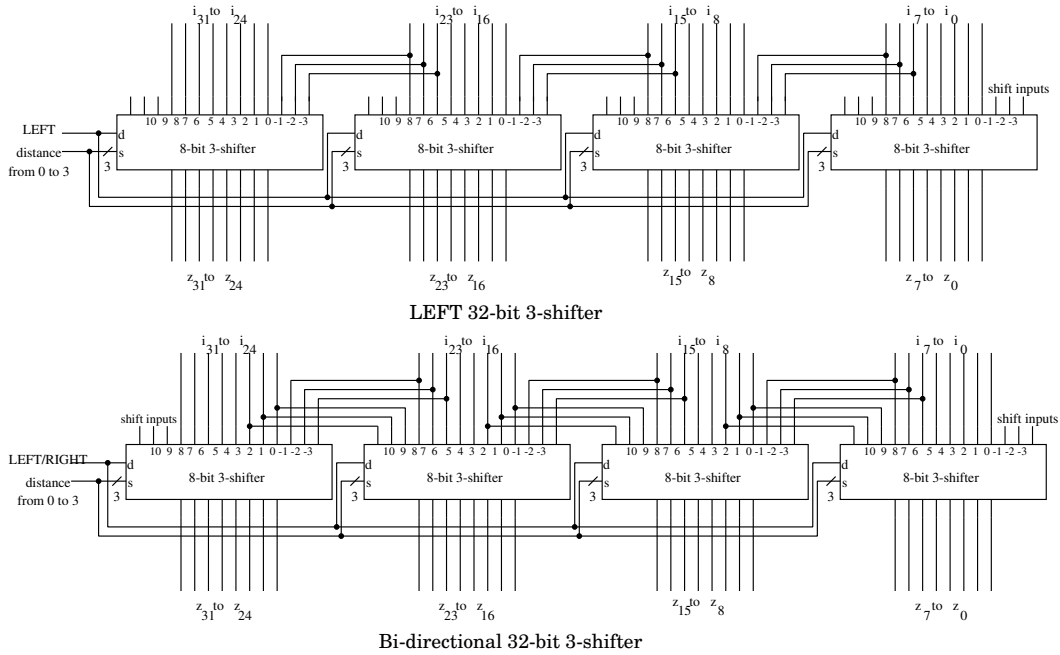 i31 to i24 i23 to i16 i15 to i8 i7 to i0
shift inputs
10 9 8 7 6 5 4 3 2 1 0 -1 -2 -3 10 9 8 7 6 5 4 3 2 1 0 -1 -2 -3 10 9 8 7 6 5 4 3 2 1 0 -1 -2 -3 10 9 8 7 6 5 4 3 2 1 0 -1 -2 -3
LEFT d d d d
distance s 8-bit 3-shifter s 8-bit 3-shifter s 8-bit 3-shifter s 8-bit 3-shifter
from 0 to 3 3 3 3 3
z31 to z24 z23 to z16 z15 to z8 z7 to z0
LEFT 32-bit 3-shifter
i31 to i24 i23 to i16 i15 to i8 i7 to i0
shift inputs shift inputs
10 9 8 7 6 5 4 3 2 1 0 -1 -2 -3 10 9 8 7 6 5 4 3 2 1 0 -1 -2 -3 10 9 8 7 6 5 4 3 2 1 0 -1 -2 -3 10 9 8 7 6 5 4 3 2 1 0 -1 -2 -3
LEFT/RIGHT d d d d
distance s 8-bit 3-shifter s 8-bit 3-shifter s 8-bit 3-shifter s 8-bit 3-shifter
from 0 to 3 3 3 3 3
z31 to z24 z23 to z16 z15 to z8 z7 to z0
Bi-directional 32-bit 3-shifter